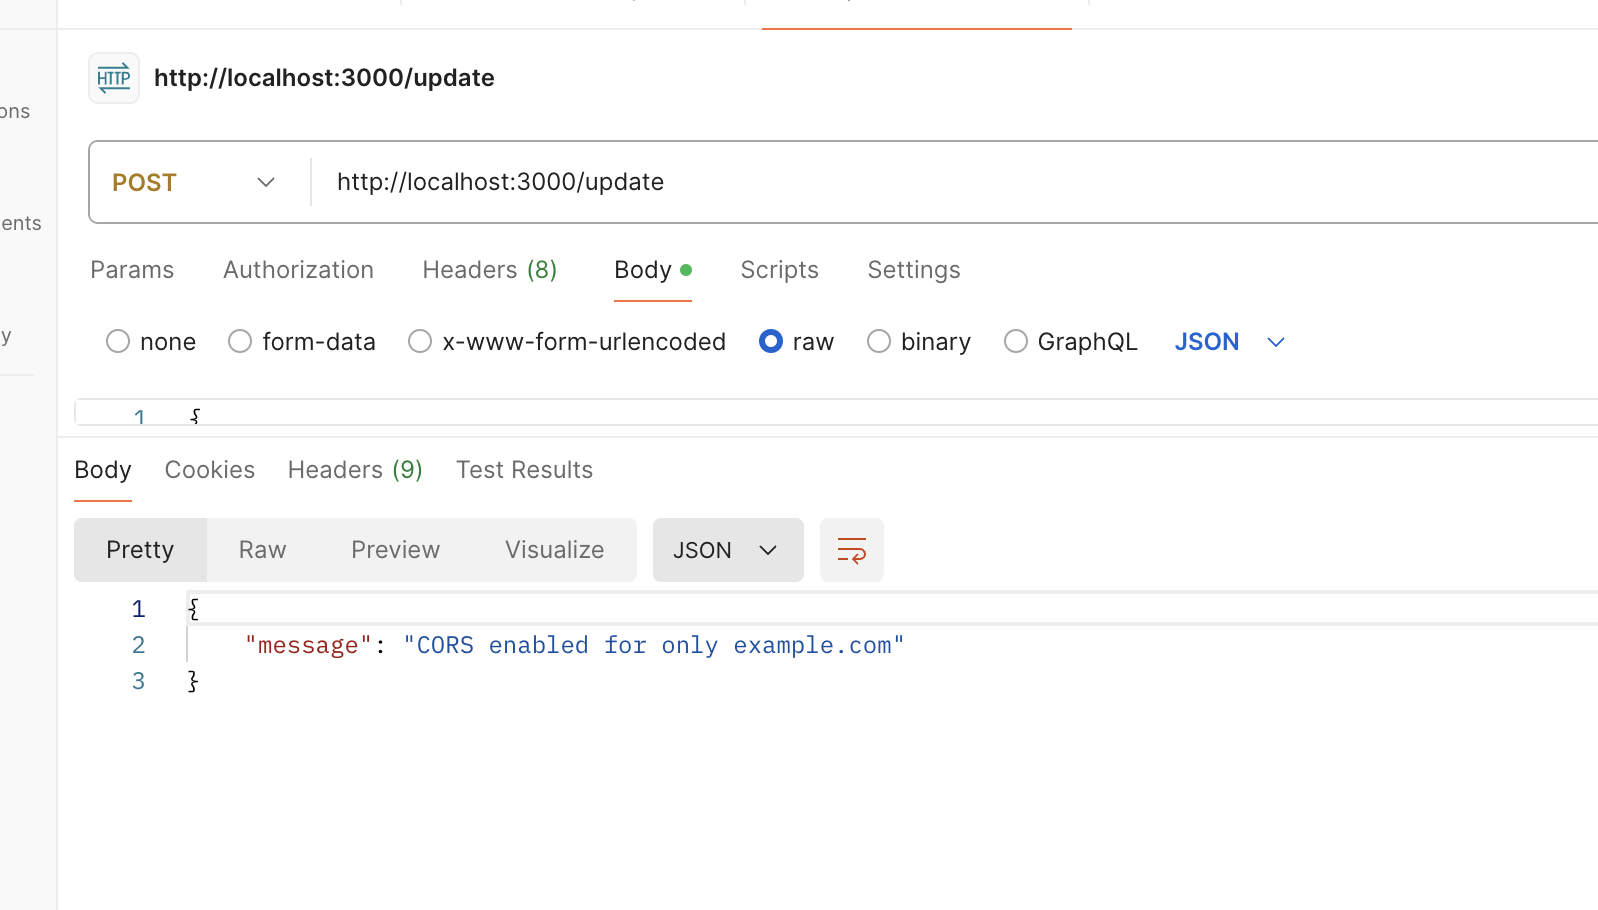 HTTP http://localhost:3000/update
ons
POST http://localhost:3000/update
ents
Params Authorization Headers (8) Body Scripts Settings
y
none form-data x-www-form-urlencoded raw binary GraphQL JSON
1 {
Body Cookies Headers (9) Test Results
Pretty Raw Preview Visualize JSON
1 {
2 "message": "CORS enabled for only example.com"
3 }